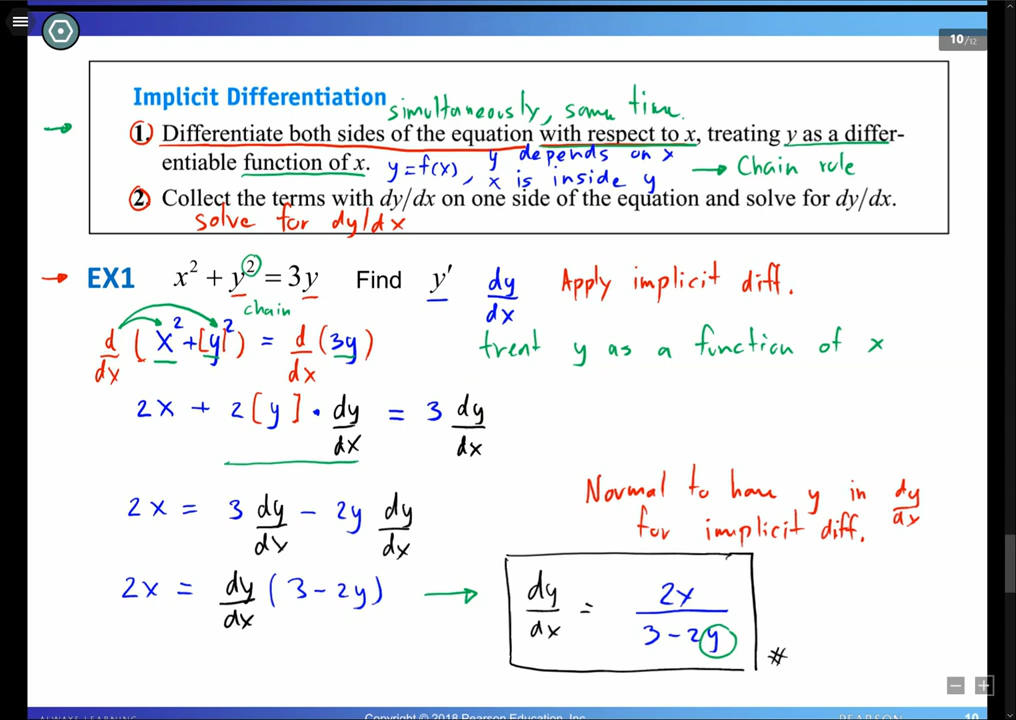 10/12
Implicit Differentiation simultaneously, same time.
1. Differentiate both sides of the equation with respect to x, treating y as a differ-
entiable function of x. y=f(x), y depends on x → Chain rule
x is inside y
2. Collect the terms with dy/dx on one side of the equation and solve for dy/dx.
solve for dy/dx
→ EX1 x² + y² = 3y Find y′ dy/dx Apply implicit diff.
chain
d/dx (x² + [y]²) = d/dx (3y) treat y as a function of x
2x + 2[y] · dy/dx = 3 dy/dx
Normal to have y in dy/dx
2x = 3 dy/dx - 2y dy/dx for implicit diff.
2x = dy/dx (3 - 2y) → dy/dx = 2x/(3 - 2y) #
ALWAYS LEARNING Copyright © 2018 Pearson Education, Inc. 10